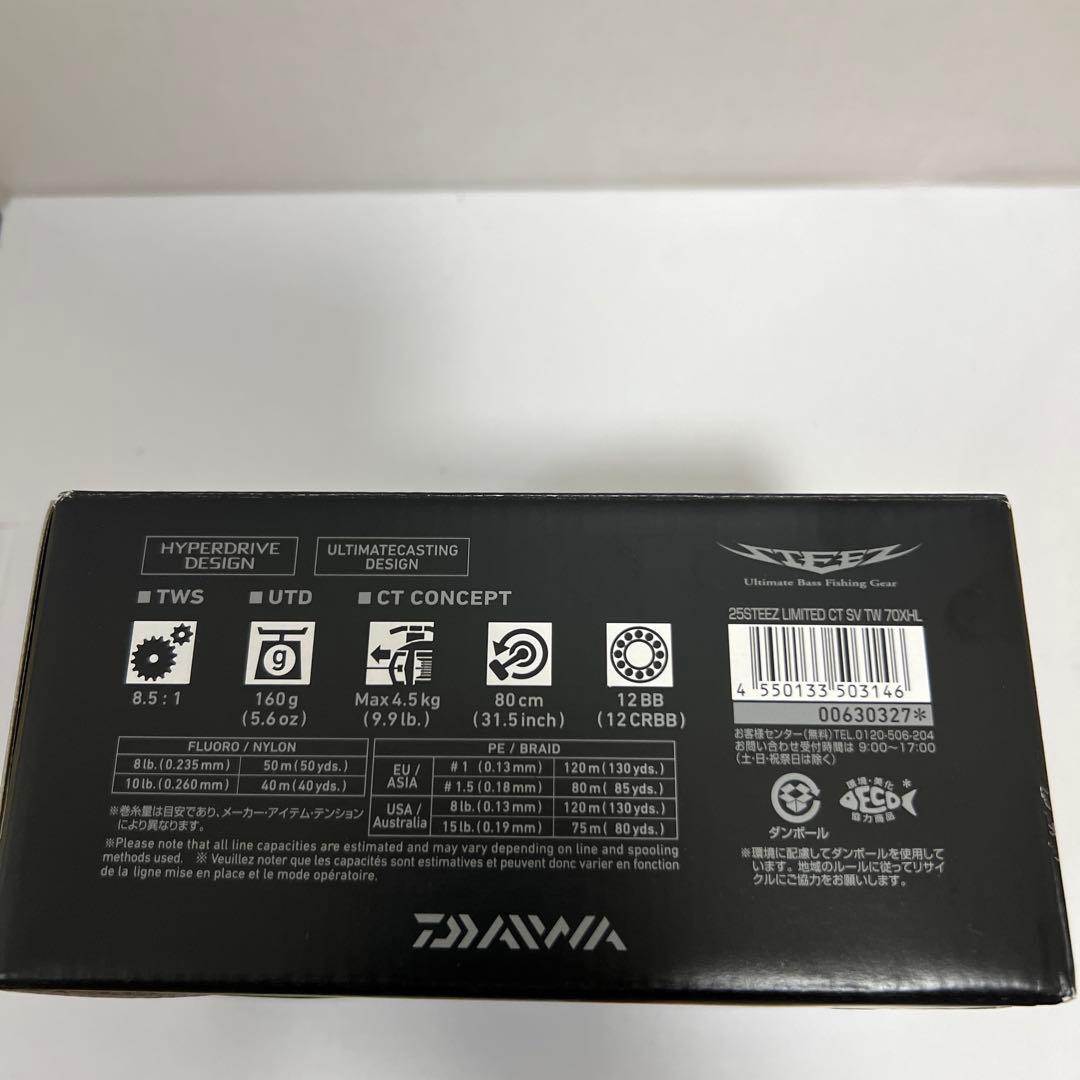 HYPERDRIVE
DESIGN
ULTIMATECASTING
DESIGN
■TWS ■UTD ■CT CONCEPT
g
8.5 : 1
160g
(5.6oz)
Max4.5kg
(9.9lb.)
80cm
(31.5inch)
12BB
(12CRBB)
FLUORO / NYLON
8lb.(0.235mm) 50m(50yds.)
10lb.(0.260mm) 40m(40yds.)
PE / BRAID
EU / ASIA
#1 (0.13mm) 120m(130yds.)
#1.5(0.18mm) 80m( 85yds.)
USA / Australia
8lb.(0.13mm) 120m(130yds.)
15lb.(0.19mm) 75m( 80yds.)
※巻糸量は目安であり、メーカー・アイテム・テンション
により異なります。
※Please note that all line capacities are estimated and may vary depending on line and spooling
methods used. ※ Veuillez noter que les capacités sont estimatives et peuvent donc varier en fonction
de la ligne mise en place et le mode opératoire.
STEEZ
Ultimate Bass Fishing Gear
25STEEZ LIMITED CT SV TW 70XHL
4 550133 503146
00630327*
お客様センター(無料)TEL.0120-506-204
お問い合わせ受付時間は 9:00～17:00
(土・日・祝祭日は除く)
ダンボール
環境・美化
ECO
*
協力商品
※環境に配慮してダンボールを使用して
います。地域のルールに従ってリサイ
クルにご協力をお願いします。
DAIWA